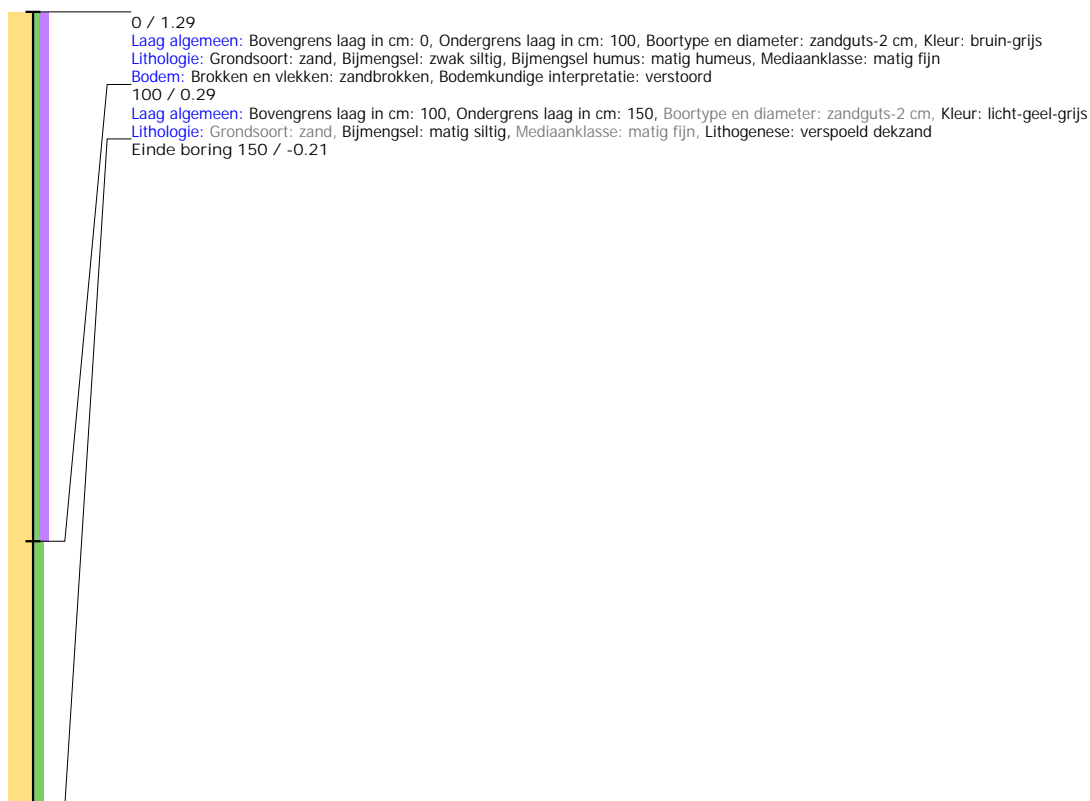 0 / 1.29
Laag algemeen: Bovengrens laag in cm: 0, Ondergrens laag in cm: 100, Boortype en diameter: zandguts-2 cm, Kleur: bruin-grijs
Lithologie: Grondsoort: zand, Bijmengsel: zwak siltig, Bijmengsel humus: matig humeus, Mediaanklasse: matig fijn
Bodem: Brokken en vlekken: zandbrokken, Bodemkundige interpretatie: verstoord
100 / 0.29
Laag algemeen: Bovengrens laag in cm: 100, Ondergrens laag in cm: 150, Boortype en diameter: zandguts-2 cm, Kleur: licht-geel-grijs
Lithologie: Grondsoort: zand, Bijmengsel: matig siltig, Mediaanklasse: matig fijn, Lithogenese: verspoeld dekzand
Einde boring 150 / -0.21